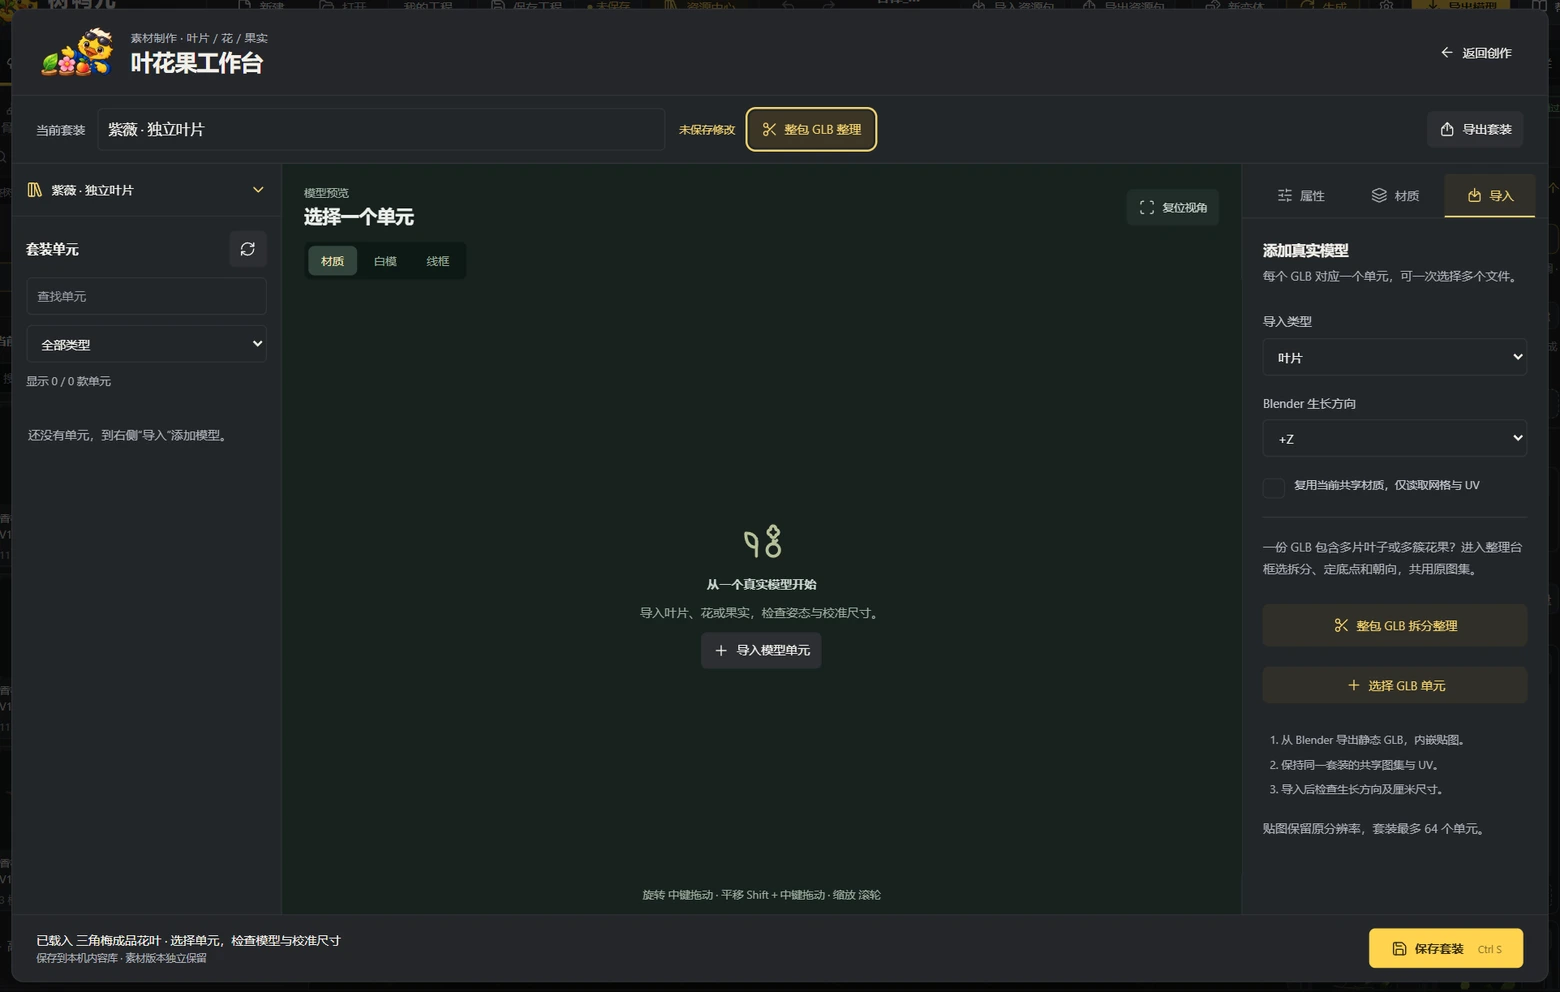 素材制作 · 叶片 / 花 / 果实
叶花果工作台
返回创作
当前套装
紫薇 · 独立叶片
未保存修改
整包 GLB 整理
导出套装
紫薇 · 独立叶片
套装单元
查找单元
全部类型
显示 0 / 0 款单元
还没有单元，到右侧“导入”添加模型。
模型预览
选择一个单元
复位视角
材质
白模
线框
从一个真实模型开始
导入叶片、花或果实，检查姿态与校准尺寸。
导入模型单元
旋转 中键拖动 · 平移 Shift + 中键拖动 · 缩放 滚轮
属性
材质
导入
添加真实模型
每个 GLB 对应一个单元，可一次选择多个文件。
导入类型
叶片
Blender 生长方向
+Z
复用当前共享材质，仅读取网格与 UV
一份 GLB 包含多片叶子或多簇花果？进入整理台
框选拆分、定底点和朝向，共用原图集。
整包 GLB 拆分整理
选择 GLB 单元
1. 从 Blender 导出静态 GLB，内嵌贴图。
2. 保持同一套装的共享图集与 UV。
3. 导入后检查生长方向及厘米尺寸。
贴图保留原分辨率，套装最多 64 个单元。
已载入 三角梅成品花叶 · 选择单元，检查模型与校准尺寸
保存到本机内容库 · 素材版本独立保留
保存套装 Ctrl S